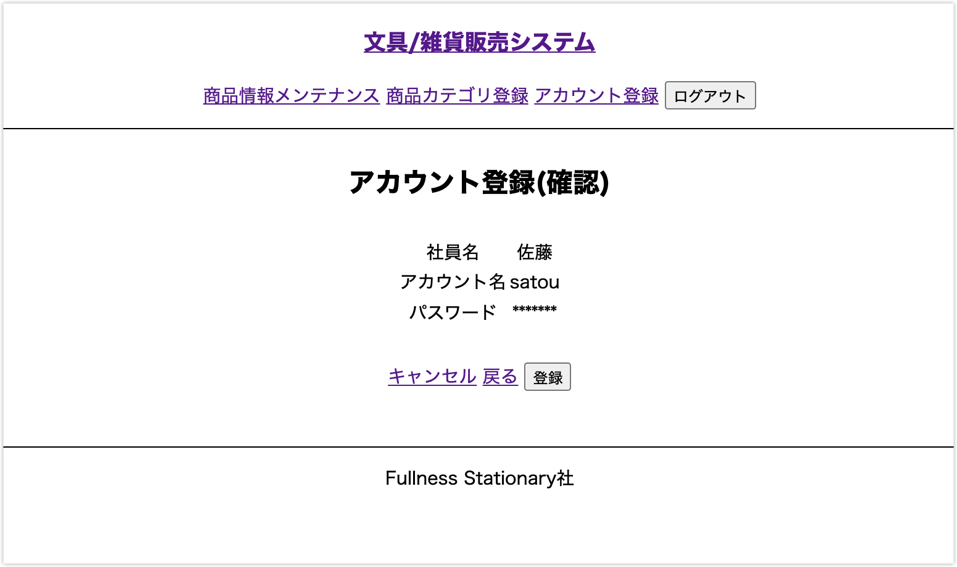 文具/雑貨販売システム
商品情報メンテナンス 商品カテゴリ登録 アカウント登録 ログアウト
アカウント登録(確認)
社員名 佐藤
アカウント名 satou
パスワード *******
キャンセル 戻る 登録
Fullness Stationary社